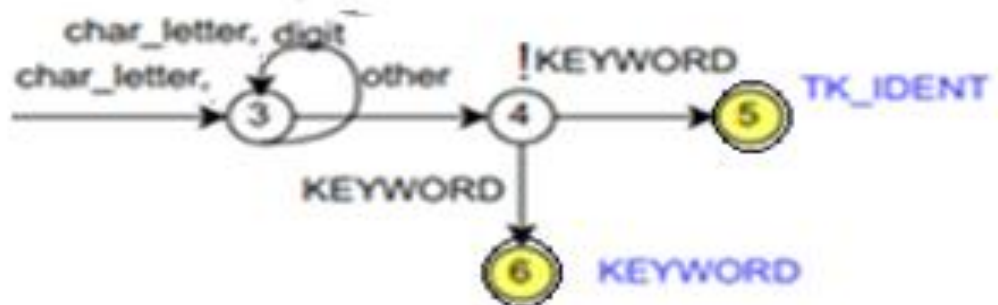 char_letter, digit
char_letter,
other
!KEYWORD
TK_IDENT
3
4
5
KEYWORD
6
KEYWORD